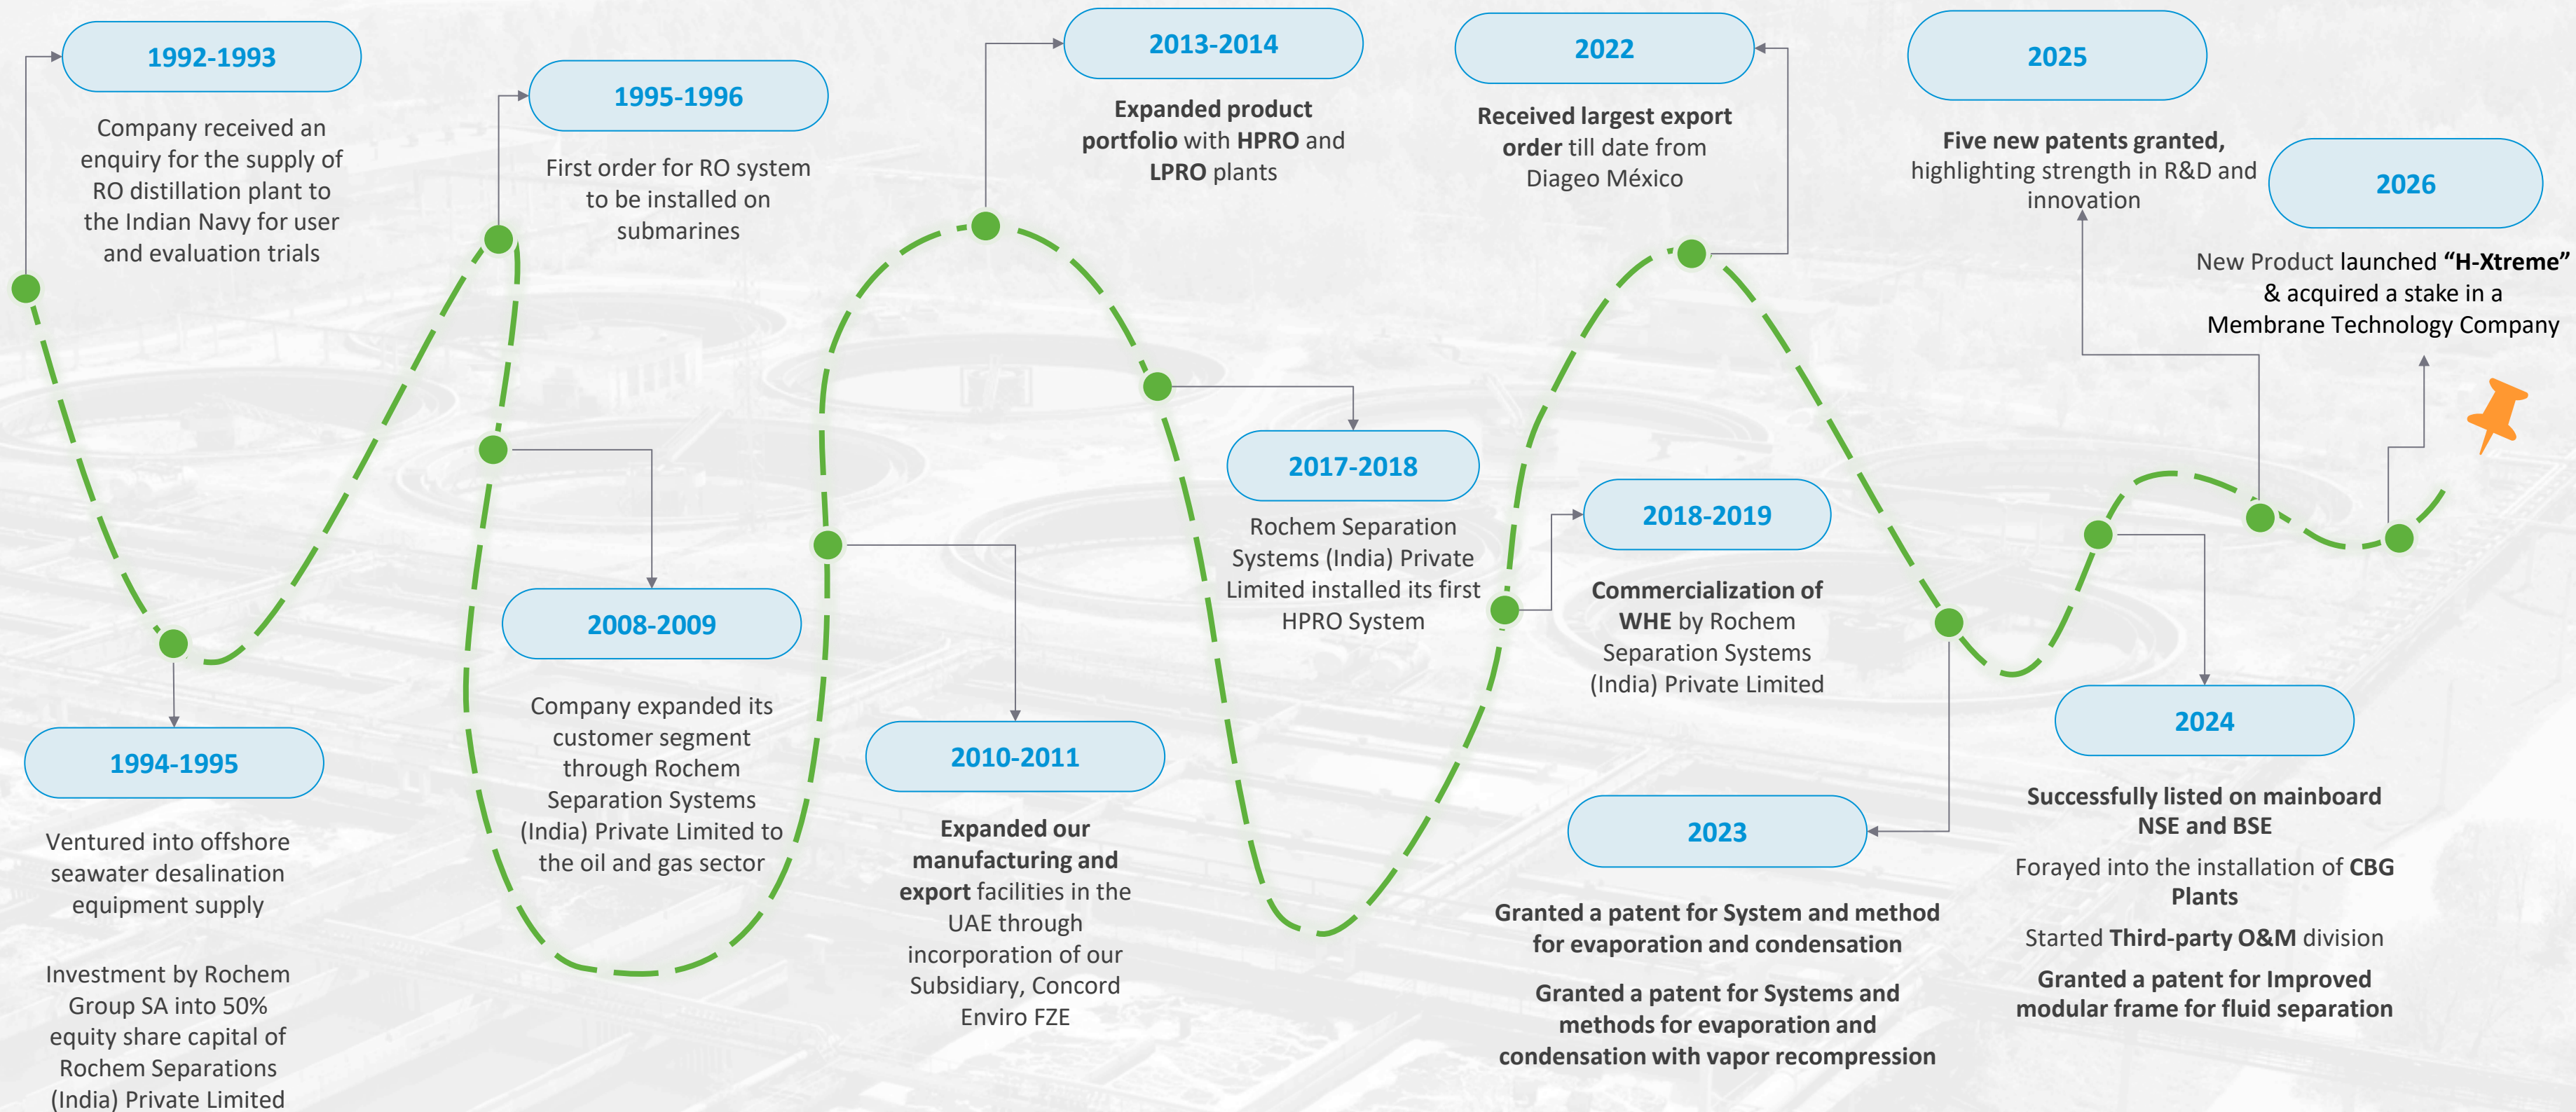 1992-1993
Company received an
enquiry for the supply of
RO distillation plant to
the Indian Navy for user
and evaluation trials
1994-1995
Ventured into offshore
seawater desalination
equipment supply
Investment by Rochem
Group SA into 50%
equity share capital of
Rochem Separations
(India) Private Limited
1995-1996
First order for RO system
to be installed on
submarines
2008-2009
Company expanded its
customer segment
through Rochem
Separation Systems
(India) Private Limited to
the oil and gas sector
2010-2011
Expanded our
manufacturing and
export facilities in the
UAE through
incorporation of our
Subsidiary, Concord
Enviro FZE
2013-2014
Expanded product
portfolio with HPRO and
LPRO plants
2017-2018
Rochem Separation
Systems (India) Private
Limited installed its first
HPRO System
2018-2019
Commercialization of
WHE by Rochem
Separation Systems
(India) Private Limited
2022
Received largest export
order till date from
Diageo México
2023
Granted a patent for System and method
for evaporation and condensation
Granted a patent for Systems and
methods for evaporation and
condensation with vapor recompression
2024
Successfully listed on mainboard
NSE and BSE
Forayed into the installation of CBG
Plants
Started Third-party O&M division
Granted a patent for Improved
modular frame for fluid separation
2025
Five new patents granted,
highlighting strength in R&D and
innovation
2026
New Product launched “H-Xtreme”
& acquired a stake in a
Membrane Technology Company